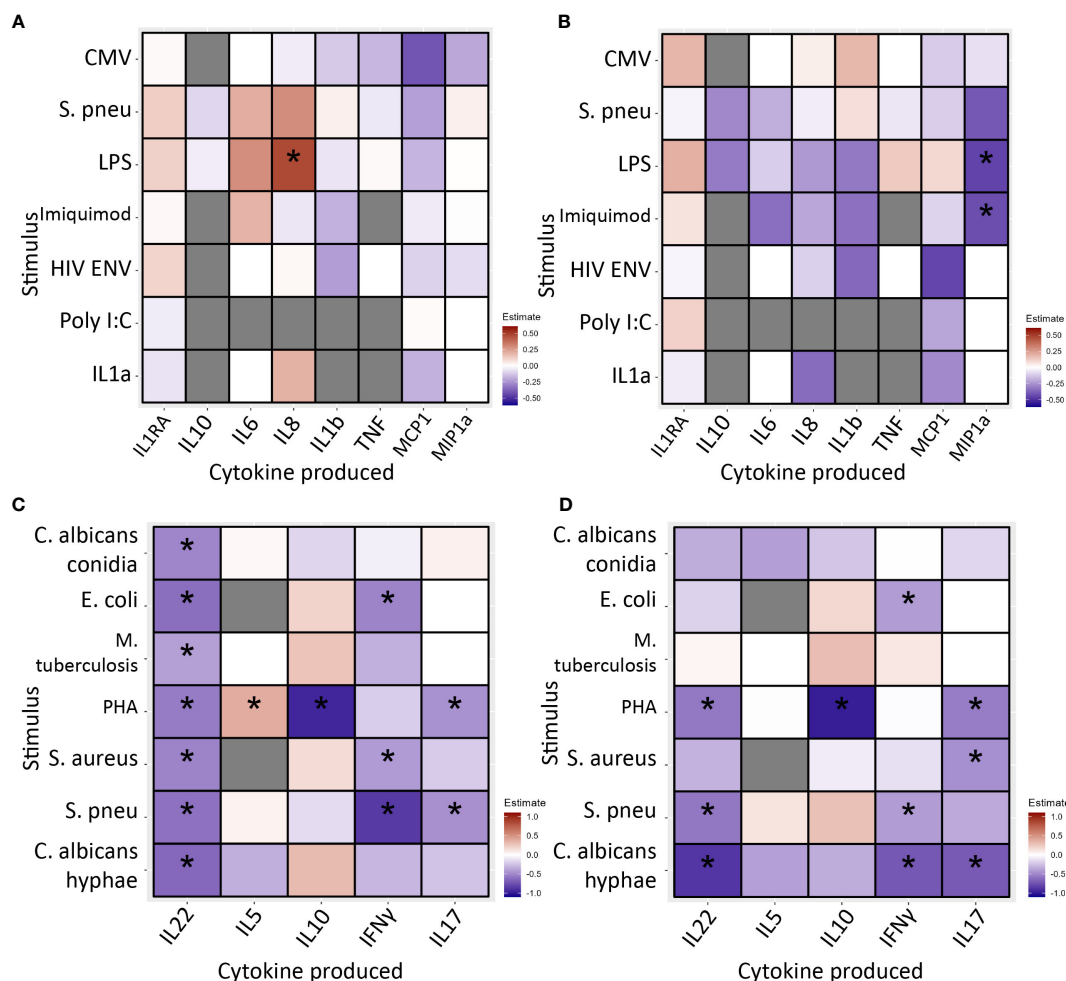 A
CMV
S. pneu
LPS
*
Imiquimod
HIV ENV
Poly I:C
IL1a
Stimulus
IL1RA
IL10
IL6
IL8
IL1b
TNF
MCP1
MIP1a
Cytokine produced
Estimate
0.50
0.25
0.00
-0.25
-0.50
B
CMV
S. pneu
LPS
*
Imiquimod
*
HIV ENV
Poly I:C
IL1a
Stimulus
IL1RA
IL10
IL6
IL8
IL1b
TNF
MCP1
MIP1a
Cytokine produced
Estimate
0.50
0.25
0.00
-0.25
-0.50
C
C. albicans
conidia
*
E. coli
* *
M.
tuberculosis
*
PHA
* * * *
S. aureus
* *
S. pneu
* * *
C. albicans
hyphae
*
Stimulus
IL22
IL5
IL10
IFNγ
IL17
Cytokine produced
Estimate
1.0
0.5
0.0
-0.5
-1.0
D
C. albicans
conidia
E. coli
*
M.
tuberculosis
PHA
* * *
S. aureus
*
S. pneu
* *
C. albicans
hyphae
* * *
Stimulus
IL22
IL5
IL10
IFNγ
IL17
Cytokine produced
Estimate
1.0
0.5
0.0
-0.5
-1.0